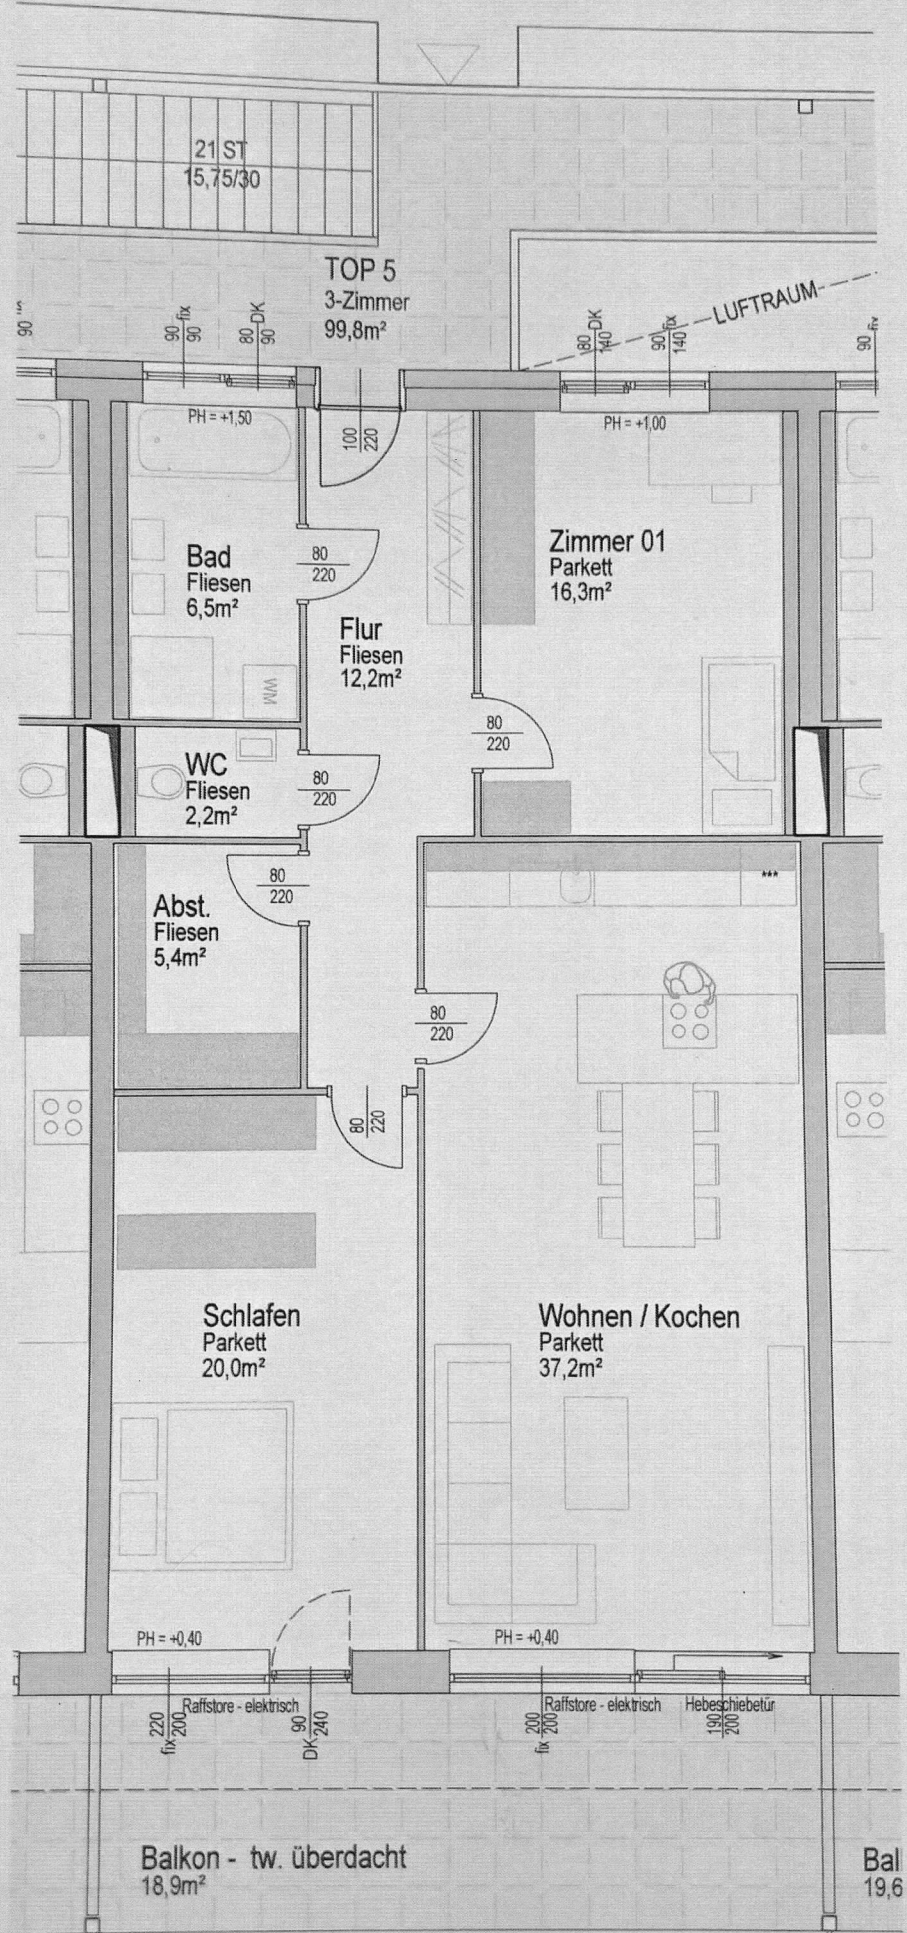 21 ST
15,75/30
TOP 5
3-Zimmer
99,8m²
LUFTRAUM
90 fix
90
80 DK
90
80 DK
140
90 fix
140
90 fix
90
PH = +1,50
100
220
PH = +1,00
Bad
Fliesen
6,5m²
80
220
Zimmer 01
Parkett
16,3m²
Flur
Fliesen
12,2m²
WM
80
220
WC
Fliesen
2,2m²
80
220
80
220
Abst.
Fliesen
5,4m²
***
80
220
80
220
Schlafen
Parkett
20,0m²
Wohnen / Kochen
Parkett
37,2m²
PH = +0,40
PH = +0,40
Raffstore - elektrisch
Raffstore - elektrisch
Hebeschiebetür
220
fix 200
90
DK 240
200
fix 200
190
200
Balkon - tw. überdacht
18,9m²
Bal
19,6